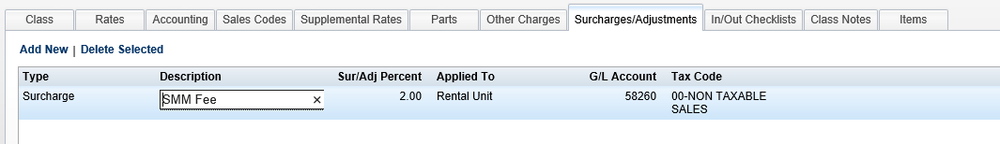 Class Rates Accounting Sales Codes Supplemental Rates Parts Other Charges Surcharges/Adjustments In/Out Checklists Class Notes Items
Add New | Delete Selected
Type Description Sur/Adj Percent Applied To G/L Account Tax Code
Surcharge SMM Fee × 2.00 Rental Unit 58260 00-NON TAXABLE
SALES